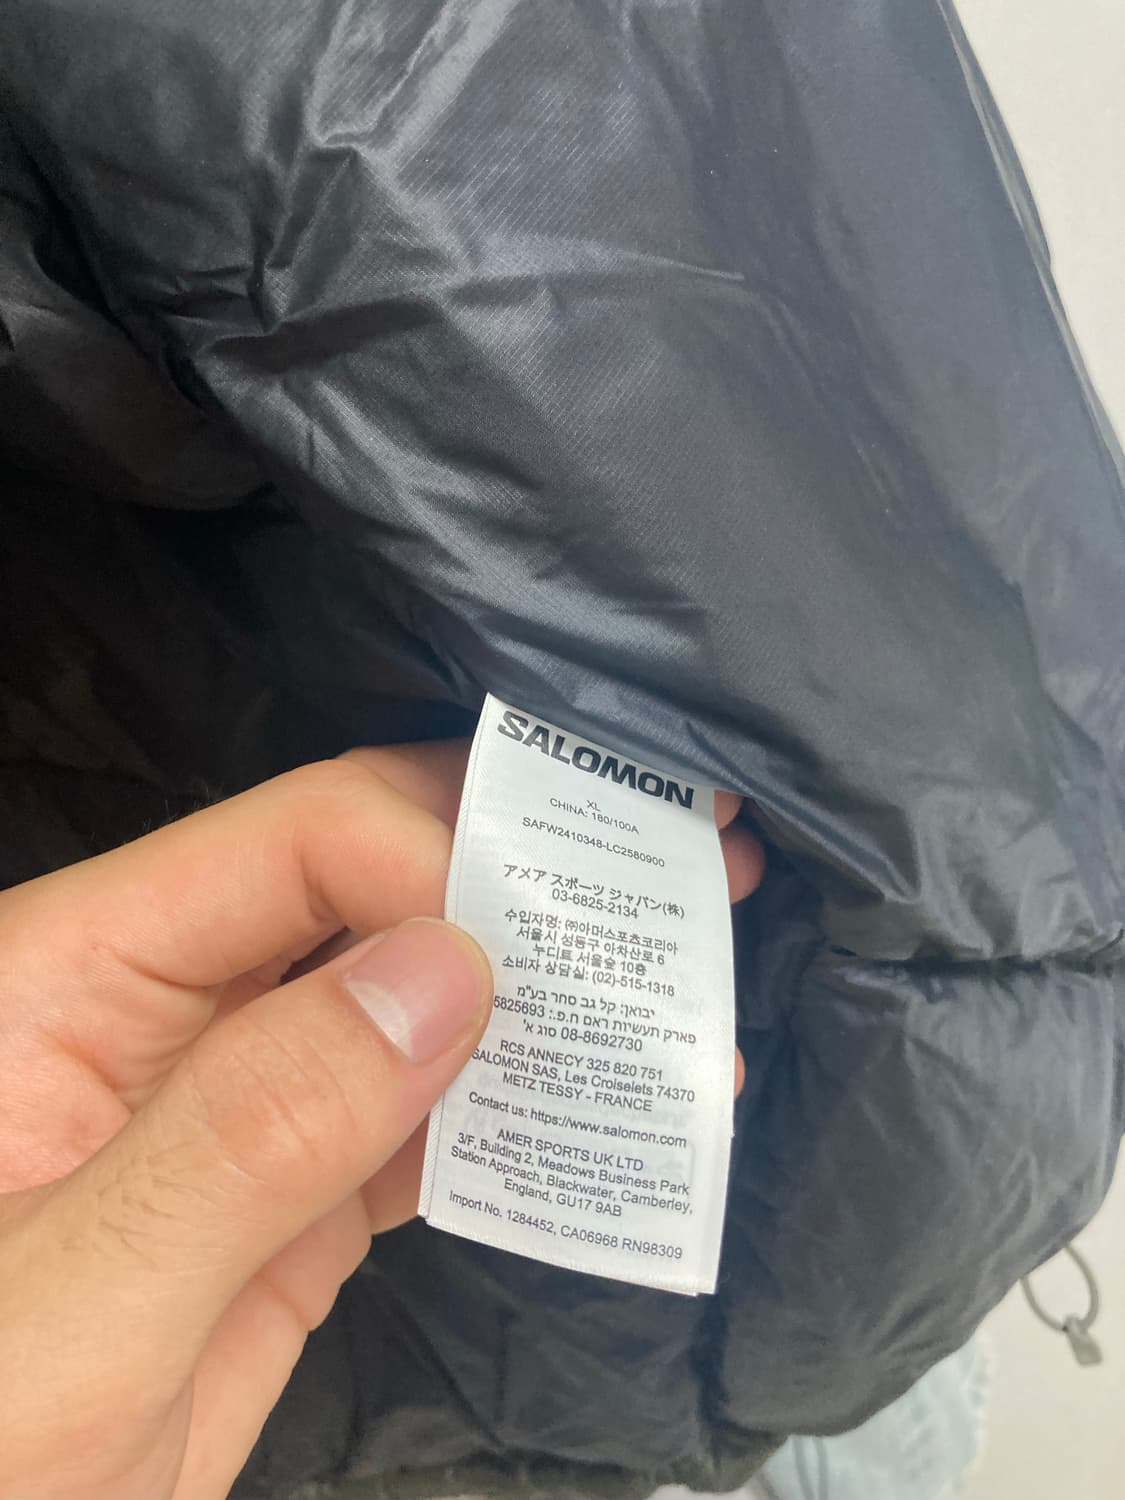 SALOMON
XL
CHINA: 180/100A
SAFW2410348-LC2580900
アメア スポーツ ジャパン(株)
03-6825-2134
수입자명: ㈜아머스포츠코리아
서울시 성동구 아차산로 6
누디트 서울숲 10층
소비자 상담실: (02)-515-1318
יבואן: קל גב סחר בע"מ
פארק תעשיות ראם ח.פ.: 5825693
08-8692730 סוג א'
RCS ANNECY 325 820 751
SALOMON SAS, Les Croiselets 74370
METZ TESSY - FRANCE
Contact us: https://www.salomon.com
AMER SPORTS UK LTD
3/F, Building 2, Meadows Business Park
Station Approach, Blackwater, Camberley,
England, GU17 9AB
Import No. 1284452, CA06968 RN98309